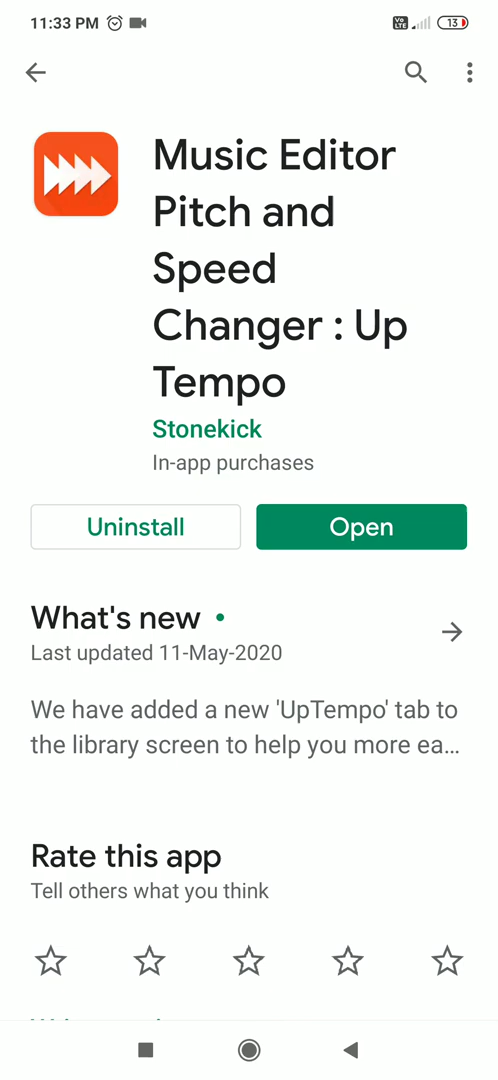 11:33 PM Vo LTE 13
Music Editor
Pitch and
Speed
Changer : Up
Tempo
Stonekick
In-app purchases
Uninstall Open
What's new
Last updated 11-May-2020
We have added a new 'UpTempo' tab to
the library screen to help you more ea...
Rate this app
Tell others what you think